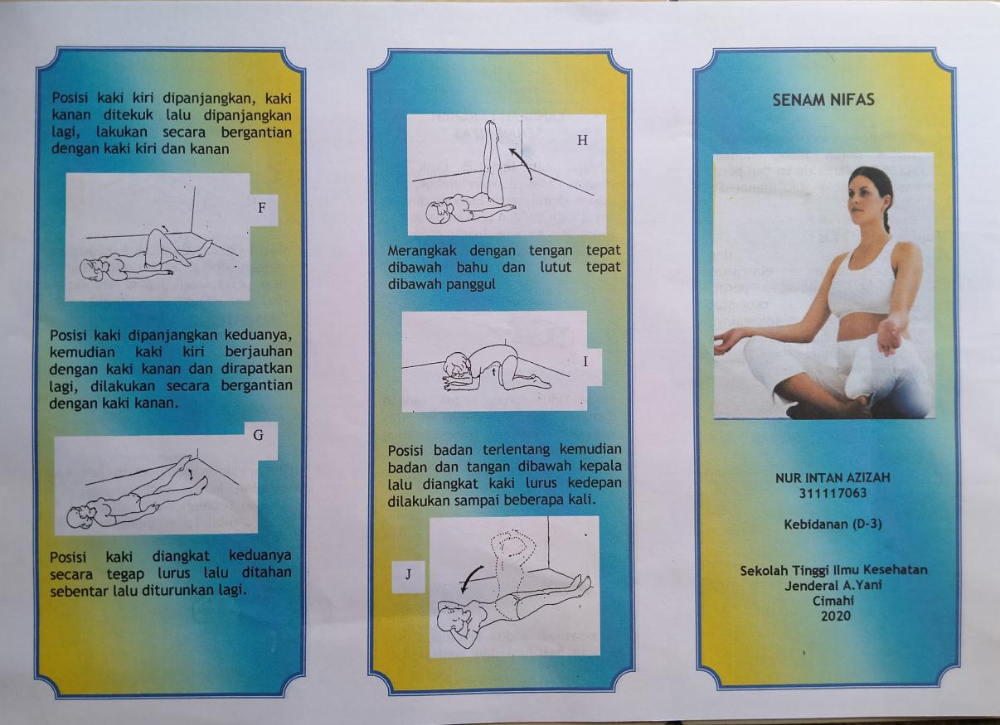 Posisi kaki kiri dipanjangkan, kaki
kanan ditekuk lalu dipanjangkan
lagi, lakukan secara bergantian
dengan kaki kiri dan kanan
F
Posisi kaki dipanjangkan keduanya,
kemudian kaki kiri berjauhan
dengan kaki kanan dan dirapatkan
lagi, dilakukan secara bergantian
dengan kaki kanan.
G
Posisi kaki diangkat keduanya
secara tegap lurus lalu ditahan
sebentar lalu diturunkan lagi.
H
Merangkak dengan tengan tepat
dibawah bahu dan lutut tepat
dibawah panggul
I
Posisi badan terlentang kemudian
badan dan tangan dibawah kepala
lalu diangkat kaki lurus kedepan
dilakukan sampai beberapa kali.
J
SENAM NIFAS
NUR INTAN AZIZAH
311117063
Kebidanan (D-3)
Sekolah Tinggi Ilmu Kesehatan
Jenderal A.Yani
Cimahi
2020